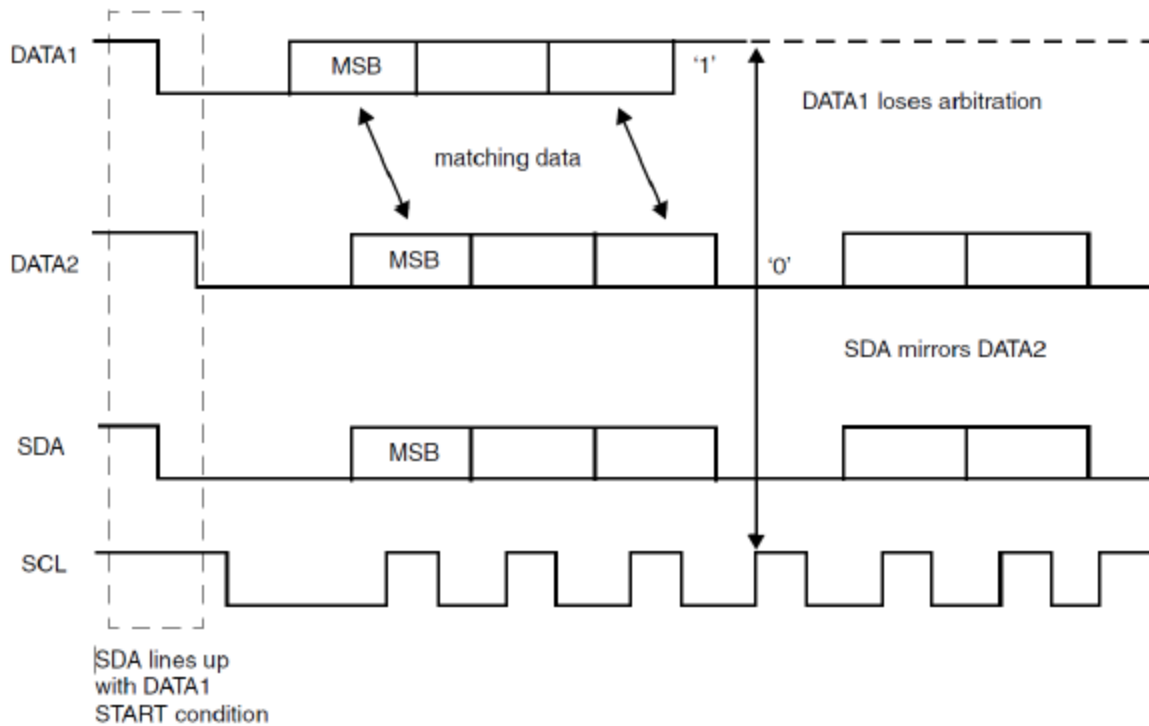 DATA1
MSB
‘1’
DATA1 loses arbitration
matching data
DATA2
MSB
‘0’
SDA mirrors DATA2
SDA
MSB
SCL
SDA lines up
with DATA1
START condition